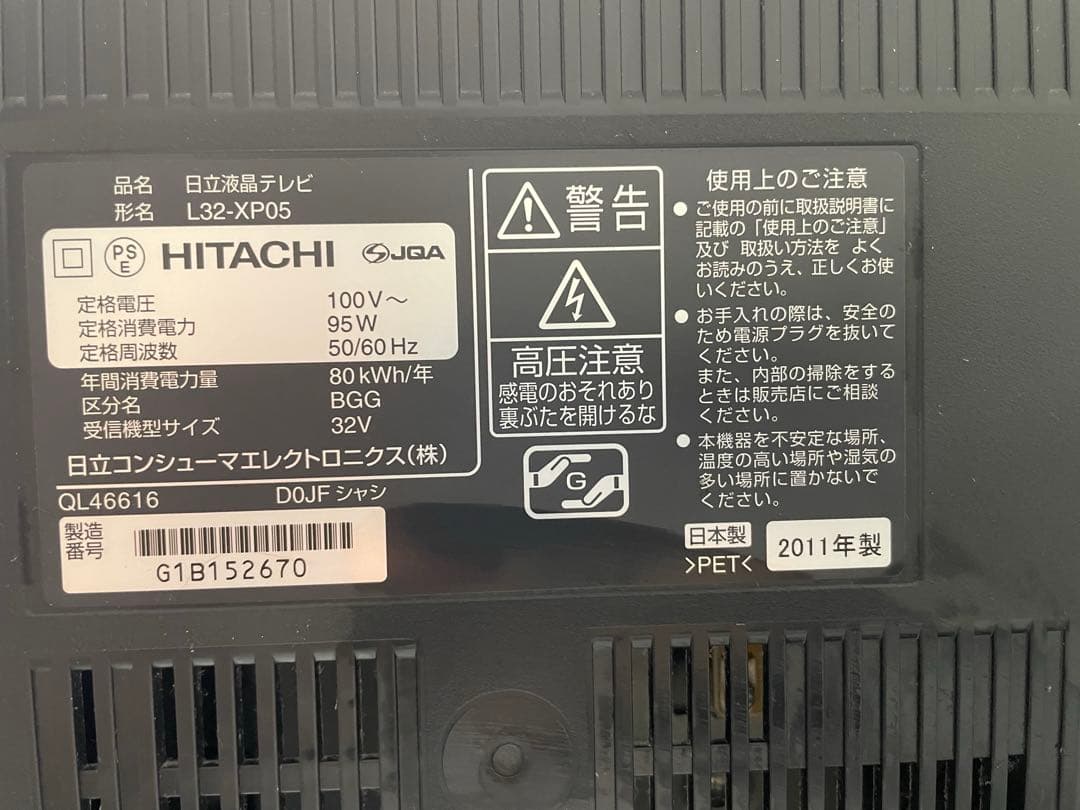 品名 日立液晶テレビ
形名 L32-XP05
PS
E
HITACHI
JQA
定格電圧 100V～
定格消費電力 95W
定格周波数 50/60Hz
年間消費電力量 80kWh/年
区分名 BGG
受信機型サイズ 32V
日立コンシューマエレクトロニクス(株)
QL46616 D0JFシャシ
製造
番号
G1B152670
警告
高圧注意
感電のおそれあり
裏ぶたを開けるな
G
使用上のご注意
● ご使用の前に取扱説明書に
記載の「使用上のご注意」
及び 取扱い方法を よく
お読みのうえ、正しくお使
いください。
● お手入れの際は、安全の
ため電源プラグを抜いて
ください。
また、内部の掃除をする
ときは販売店にご相談
ください。
● 本機器を不安定な場所、
温度の高い場所や湿気の
多い場所に置かないで
ください。
日本製
>PET<
2011年製